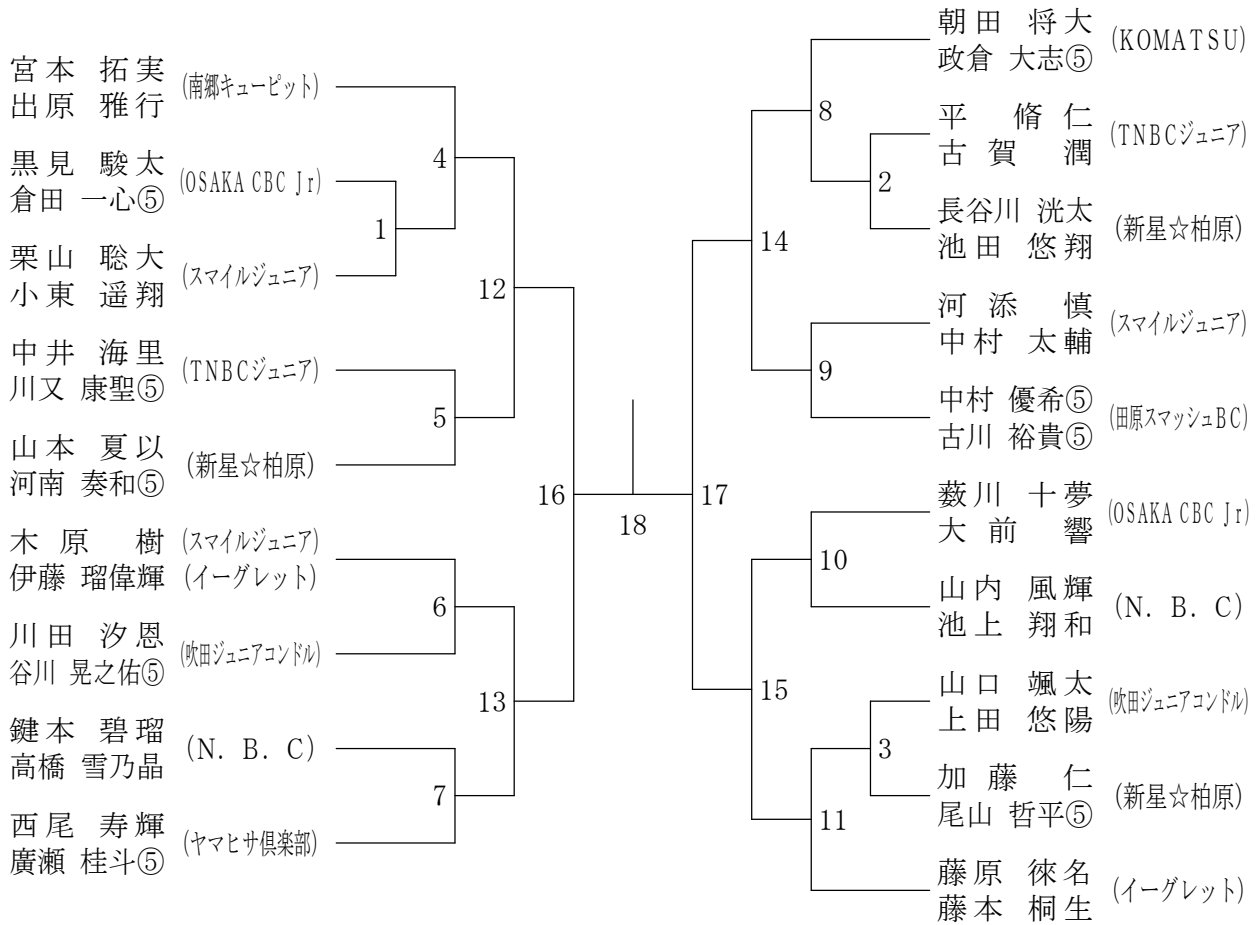 宮本 拓実
出原 雅行
(南郷キューピット)
黒見 駿太
倉田 一心⑤
(OSAKA CBC Jr)
栗山 聡大
小東 遥翔
(スマイルジュニア)
中井 海里
川又 康聖⑤
(TNBCジュニア)
山本 夏以
河南 奏和⑤
(新星☆柏原)
木原 樹 (スマイルジュニア)
伊藤 瑠偉輝 (イーグレット)
川田 汐恩
谷川 晃之佑⑤
(吹田ジュニアコンドル)
鍵本 碧瑠
高橋 雪乃晶
(N. B. C)
西尾 寿輝
廣瀬 桂斗⑤
(ヤマヒサ倶楽部)
4
1
12
5
16
6
13
7
18
17
14
8
2
9
10
15
3
11
朝田 将大
政倉 大志⑤
(KOMATSU)
平 脩仁
古賀 潤
(TNBCジュニア)
長谷川 洸太
池田 悠翔
(新星☆柏原)
河添 慎
中村 太輔
(スマイルジュニア)
中村 優希⑤
古川 裕貴⑤
(田原スマッシュBC)
薮川 十夢
大前 響
(OSAKA CBC Jr)
山内 風輝
池上 翔和
(N. B. C)
山口 颯太
上田 悠陽
(吹田ジュニアコンドル)
加藤 仁
尾山 哲平⑤
(新星☆柏原)
藤原 徠名
藤本 桐生
(イーグレット)